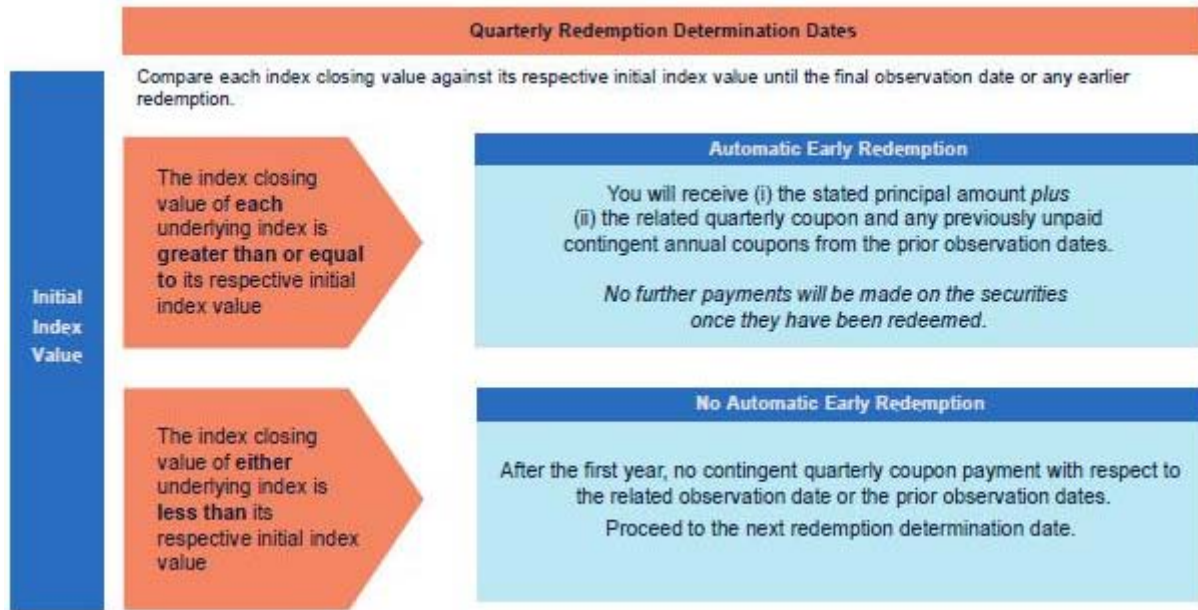 Quarterly Redemption Determination Dates
Compare each index closing value against its respective initial index value until the final observation date or any earlier
redemption.
Initial
Index
Value
The index closing
value of each
underlying index is
greater than or equal
to its respective initial
index value
Automatic Early Redemption
You will receive (i) the stated principal amount plus
(ii) the related quarterly coupon and any previously unpaid
contingent annual coupons from the prior observation dates.
No further payments will be made on the securities
once they have been redeemed.
The index closing
value of either
underlying index is
less than its
respective initial index
value
No Automatic Early Redemption
After the first year, no contingent quarterly coupon payment with respect to
the related observation date or the prior observation dates.
Proceed to the next redemption determination date.